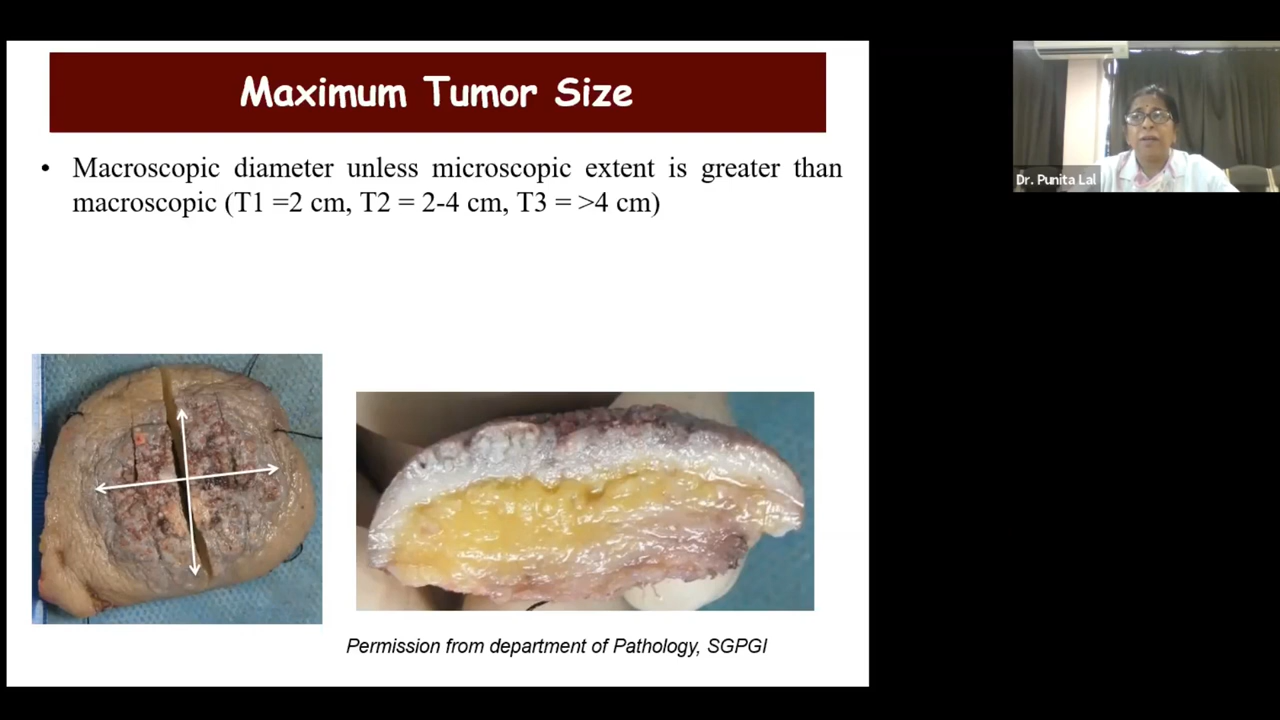 Maximum Tumor Size
• Macroscopic diameter unless microscopic extent is greater than
macroscopic (T1 =2 cm, T2 = 2-4 cm, T3 = >4 cm)
Permission from department of Pathology, SGPGI
Dr. Punita Lal